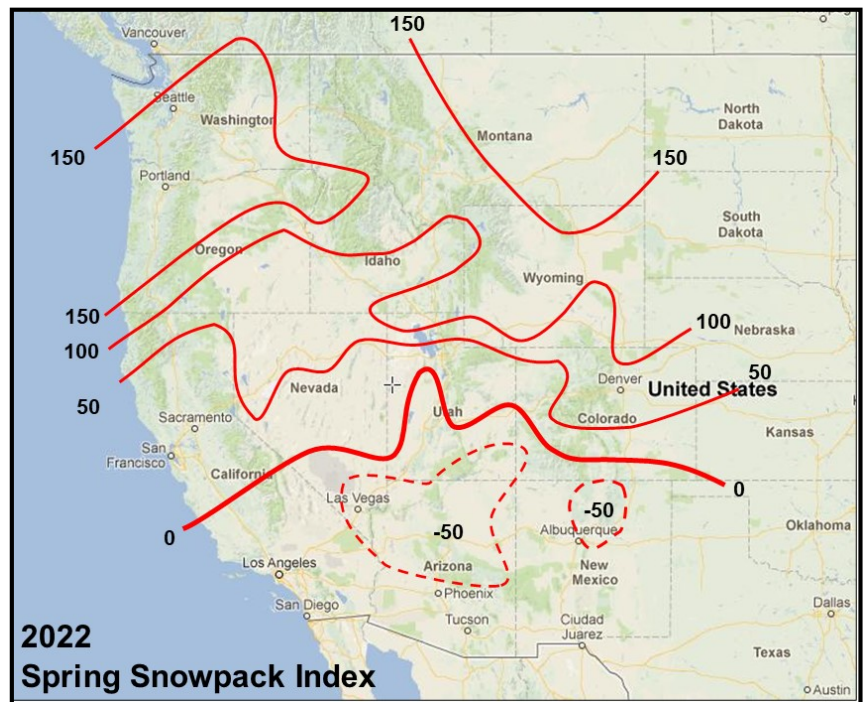 150
Vancouver
Seattle
Washington
Montana
North
Dakota
150
150
Portland
South
Dakota
Oregon
Idaho
Wyoming
150
100
100
Nebraska
50
50
Nevada
Denver
United States
Utah
Colorado
Sacramento
Kansas
San
Francisco
California
Las Vegas
0
-50
-50
0
Albuquerque
Oklahoma
Los Angeles
Arizona
New
Mexico
Phoenix
Dallas
San Diego
Tucson
Ciudad
Juarez
Texas
2022
Spring Snowpack Index
Austin